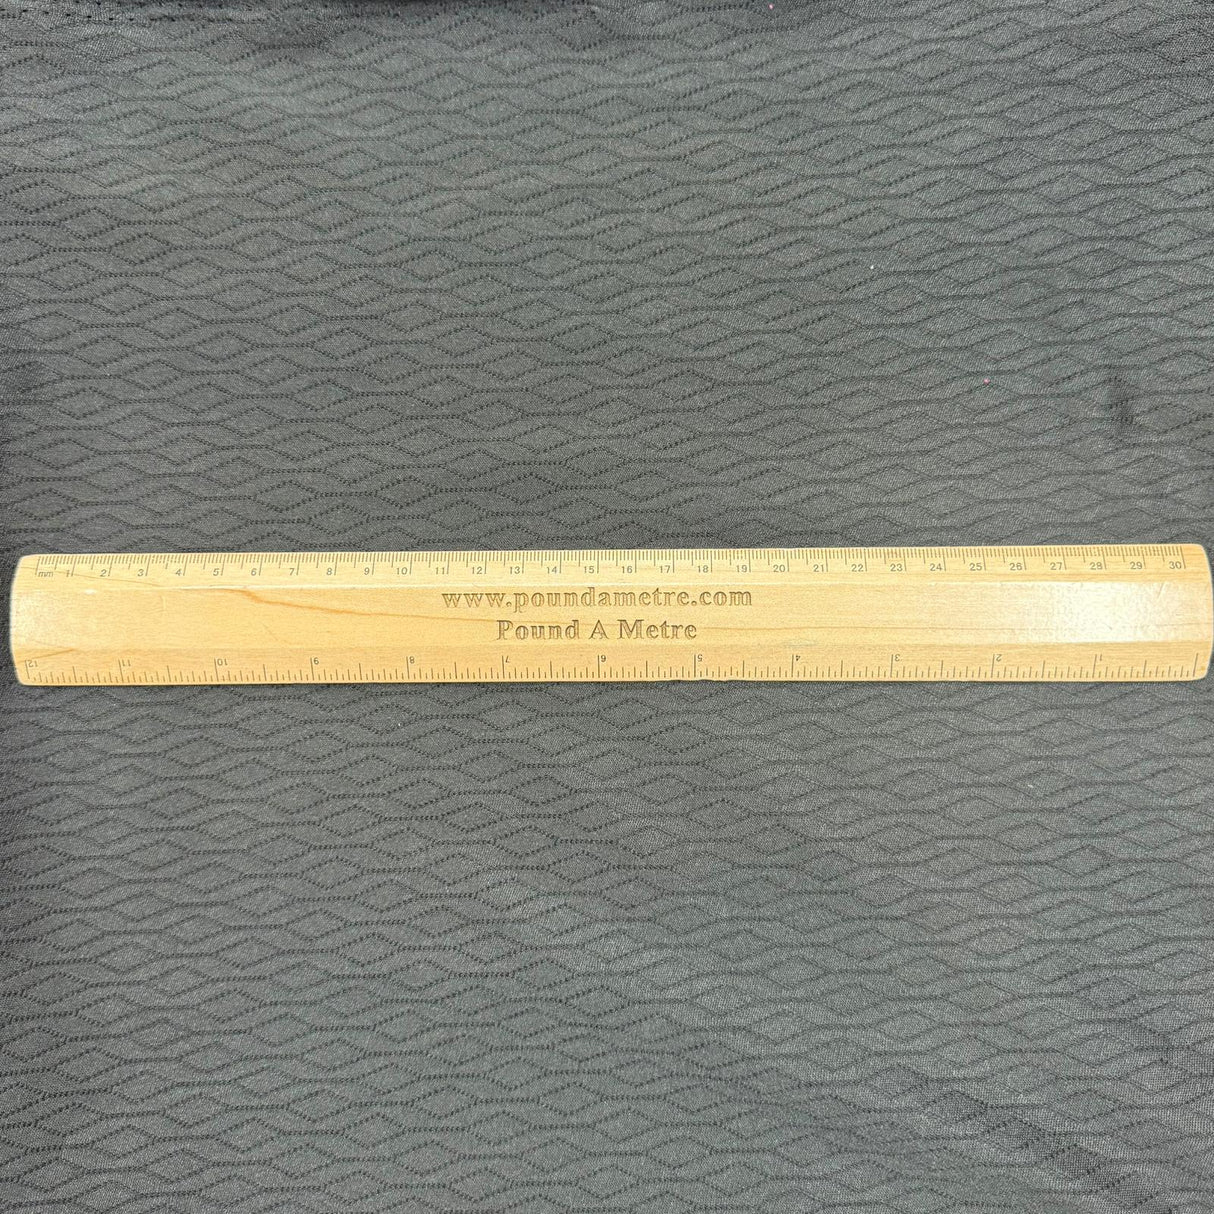 mm 1 2 3 4 5 6 7 8 9 10 11 12 13 14 15 16 17 18 19 20 21 22 23 24 25 26 27 28 29 30
www.poundametre.com
Pound A Metre
12 11 10 9 8 7 6 5 4 3 2 1